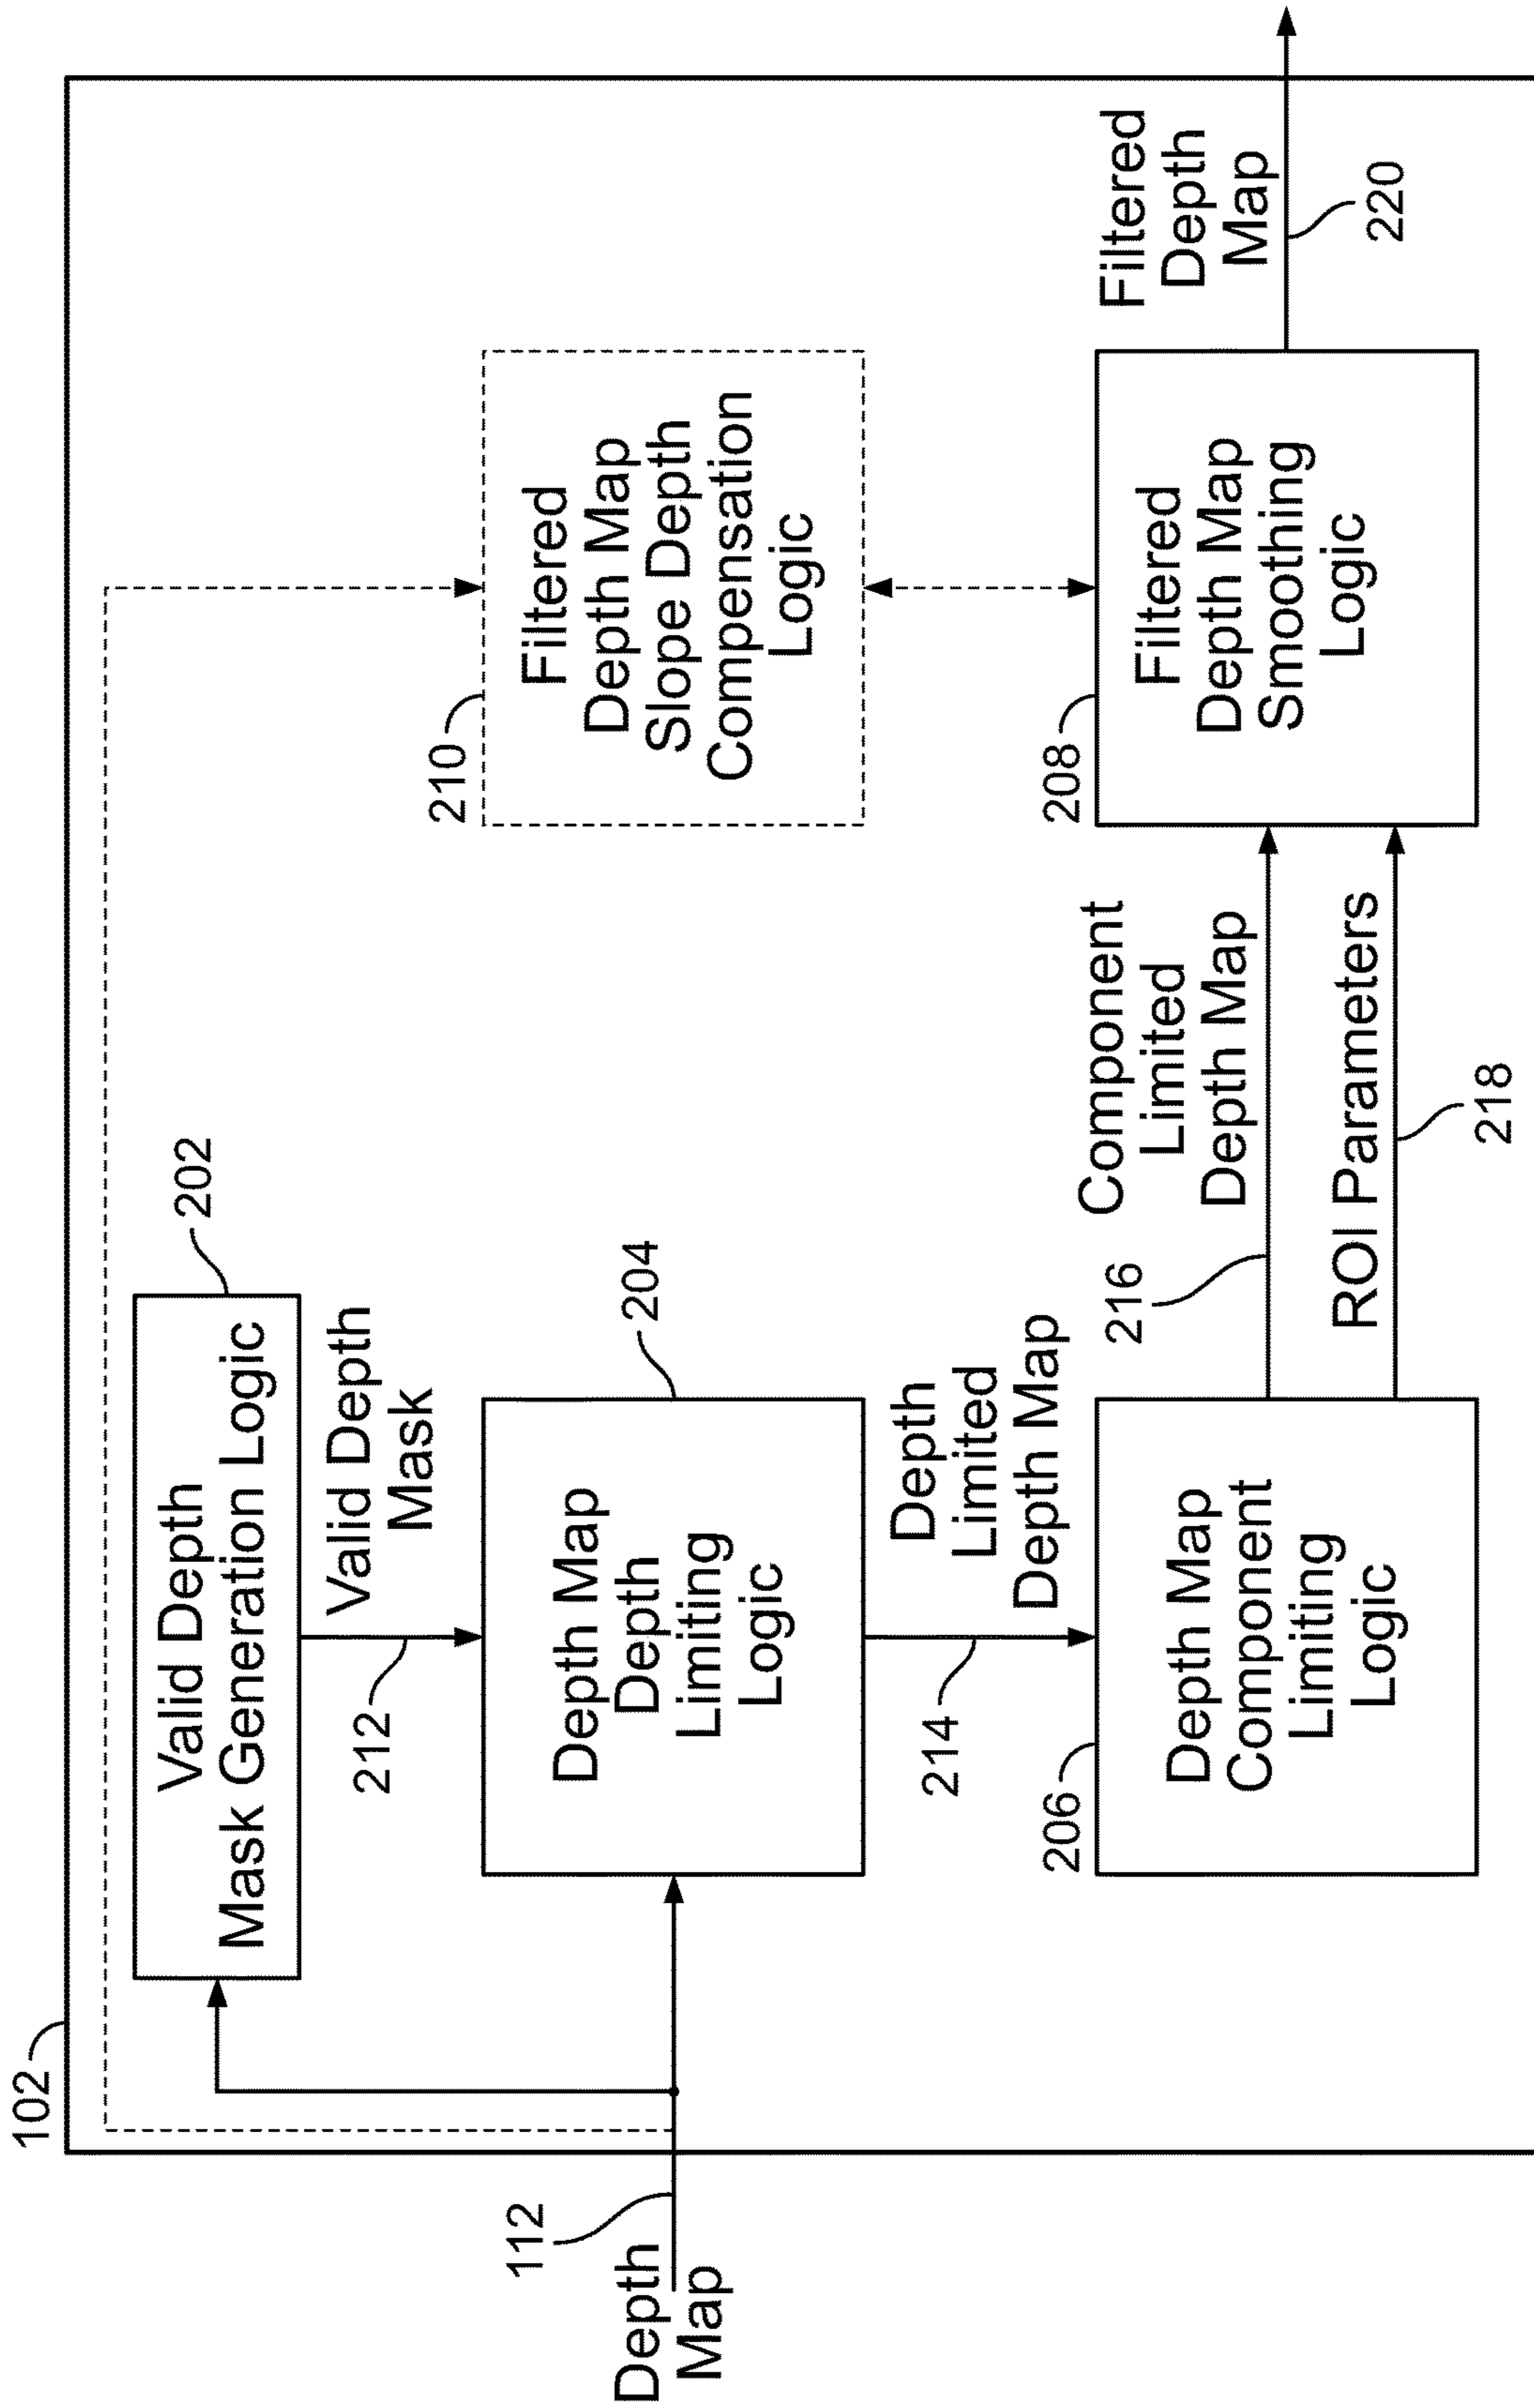 102
202
Valid Depth
Mask Generation Logic
Valid Depth
Mask
212
112
Depth
Map
204
Depth Map
Depth
Limiting
Logic
210
Filtered
Depth Map
Slope Depth
Compensation
Logic
214
Depth
Limited
Depth Map
206
Depth Map
Component
Limiting
Logic
216
Component
Limited
Depth Map
ROI Parameters
218
208
Filtered
Depth Map
Smoothing
Logic
Filtered
Depth
Map
220